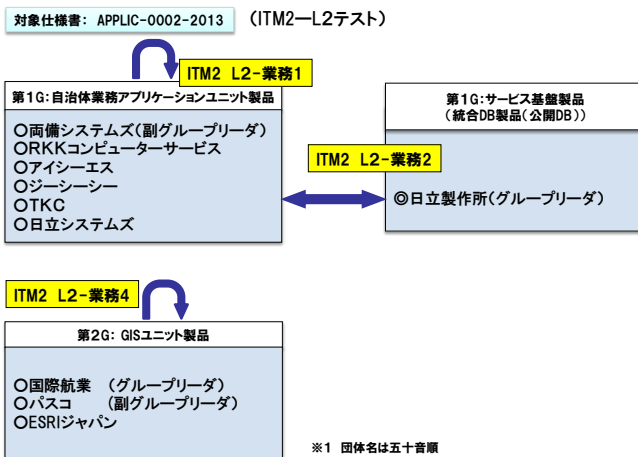 対象仕様書: APPLIC-0002-2013
(ITM2ーL2テスト)
ITM2 L2-業務1
第1G:自治体業務アプリケーションユニット製品
〇両備システムズ(副グループリーダ)
〇RKKコンピューターサービス
〇アイシーエス
〇ジーシーシー
〇TKC
〇日立システムズ
ITM2 L2-業務2
第1G:サービス基盤製品
(統合DB製品(公開DB))
◎日立製作所(グループリーダ)
ITM2 L2-業務4
第2G: GISユニット製品
〇国際航業 (グループリーダ)
〇パスコ (副グループリーダ)
〇ESRIジャパン
※1 団体名は五十音順